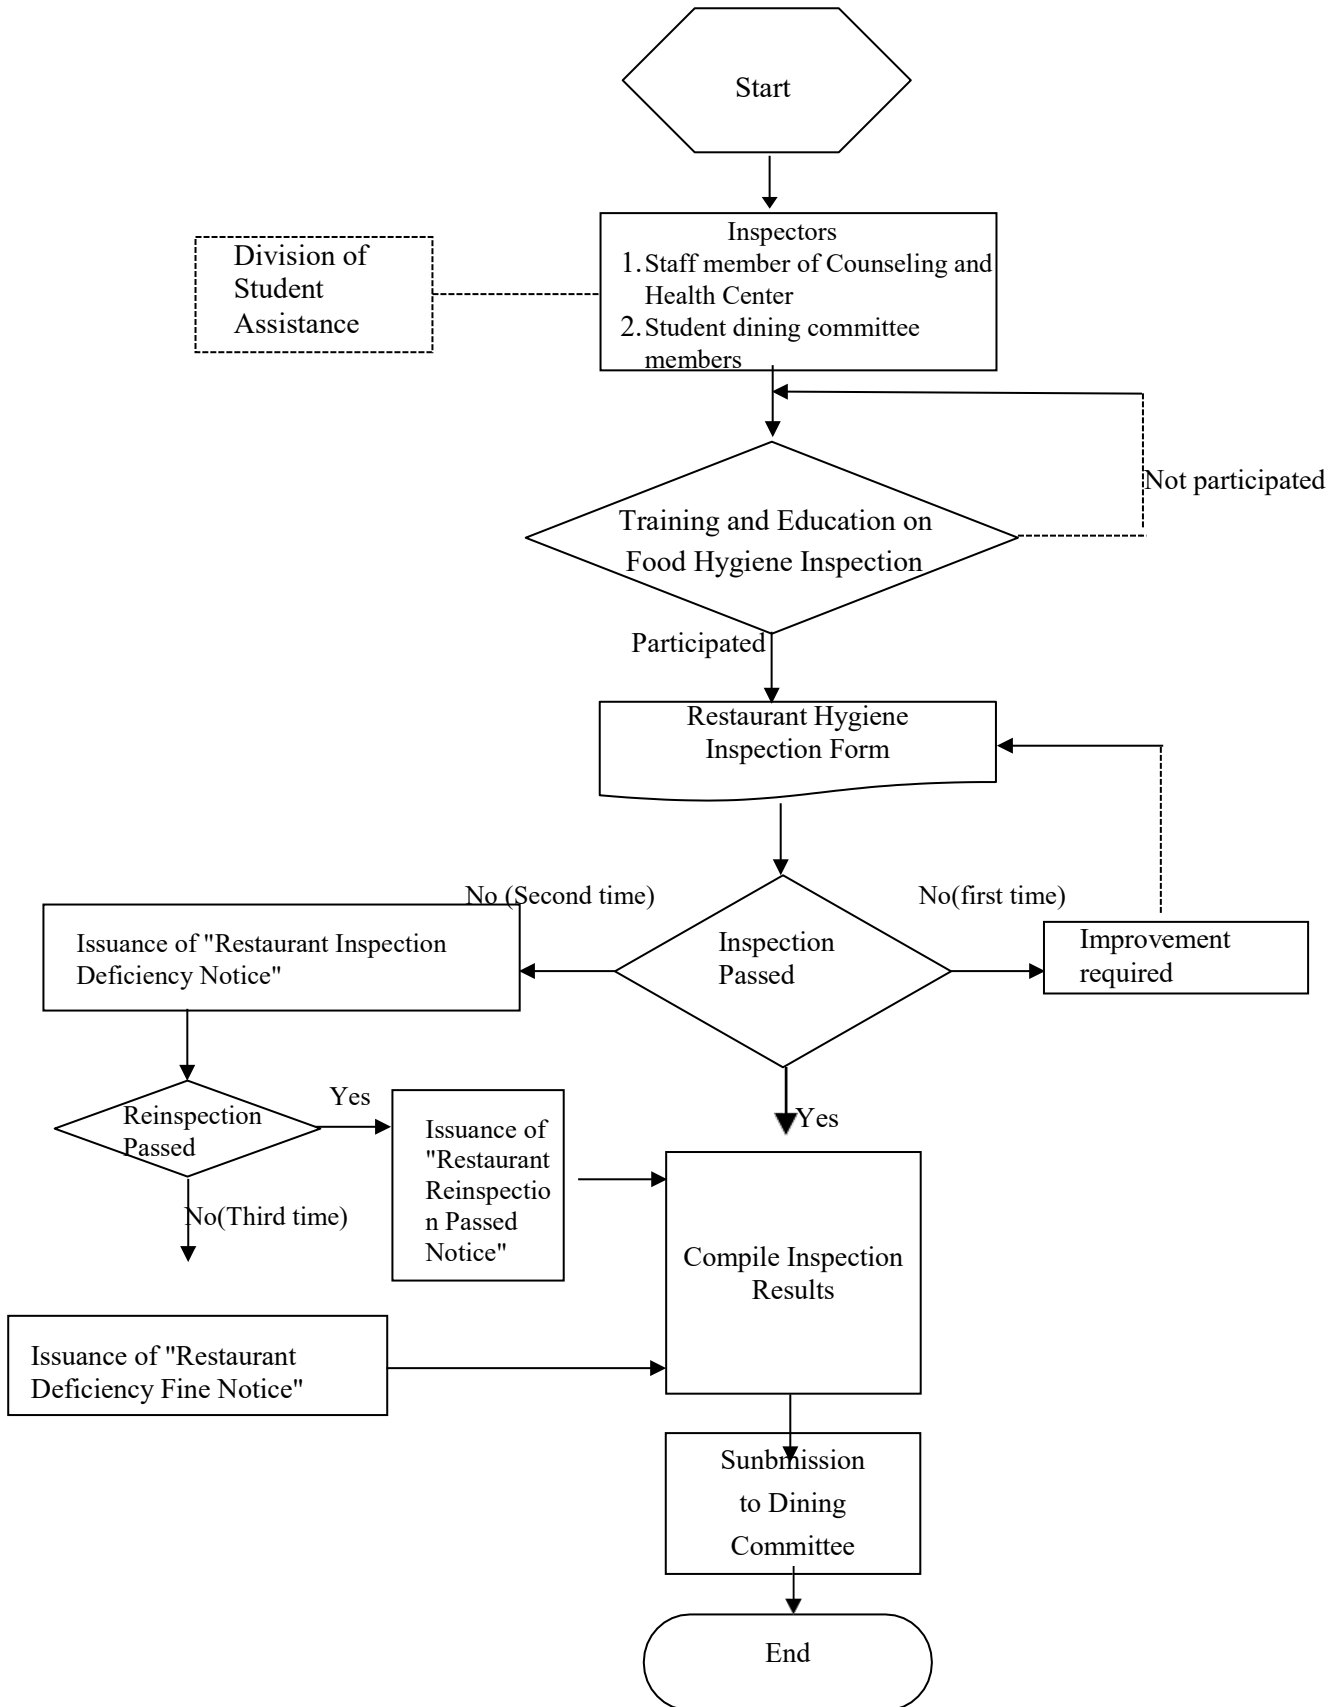 Start
Inspectors
1. Staff member of Counseling and
Health Center
2. Student dining committee
members
Division of
Student
Assistance
Not participated
Training and Education on
Food Hygiene Inspection
Participated
Restaurant Hygiene
Inspection Form
No (Second time)
No(first time)
Issuance of "Restaurant Inspection
Deficiency Notice"
Inspection
Passed
Improvement
required
Reinspection
Passed
Yes
Issuance of
"Restaurant
Reinspectio
n Passed
Notice"
Yes
No(Third time)
Compile Inspection
Results
Issuance of "Restaurant
Deficiency Fine Notice"
Sunbmission
to Dining
Committee
End